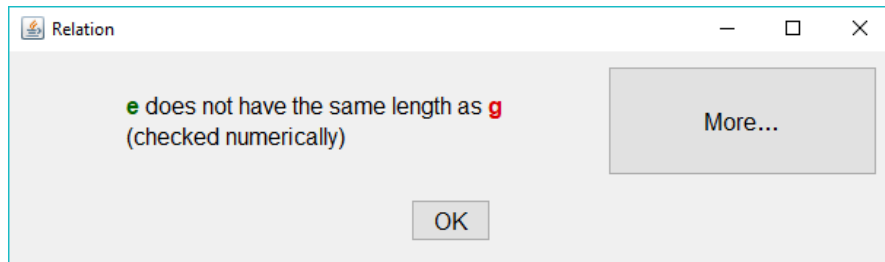 Relation
e does not have the same length as g
(checked numerically)
More...
OK